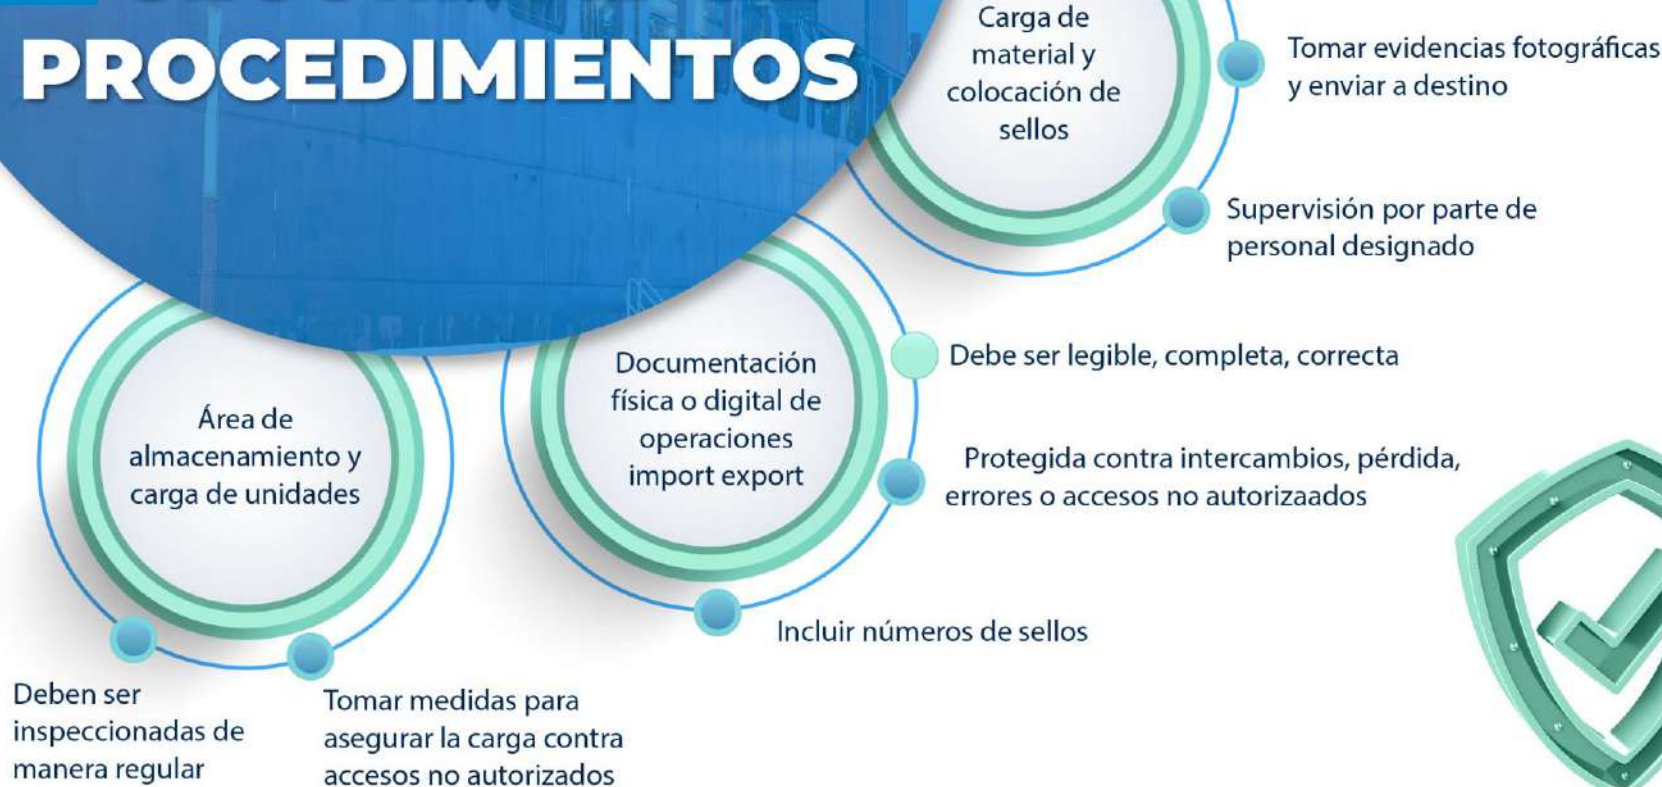 PROCEDIMIENTOS
Carga de
material y
colocación de
sellos
Tomar evidencias fotográficas
y enviar a destino
Supervisión por parte de
personal designado
Documentación
física o digital de
operaciones
import export
Debe ser legible, completa, correcta
Protegida contra intercambios, pérdida,
errores o accesos no autorizaados
Incluir números de sellos
Área de
almacenamiento y
carga de unidades
Deben ser
inspeccionadas de
manera regular
Tomar medidas para
asegurar la carga contra
accesos no autorizados